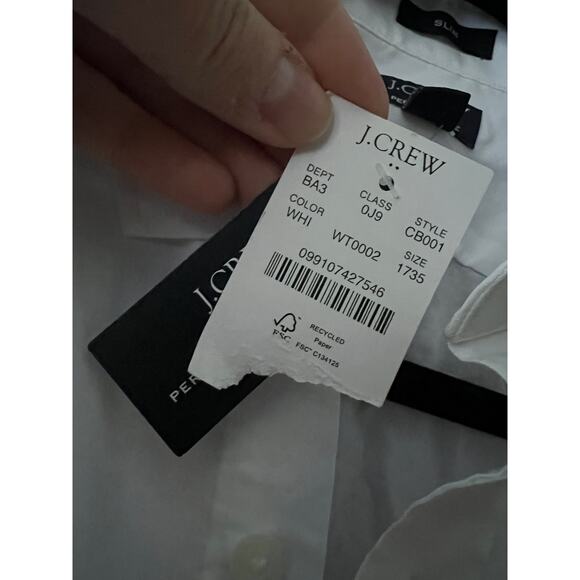 SLIM
J.CREW
J.CREW
DEPT CLASS STYLE
BA3 0J9 CB001
COLOR SIZE
WHI WT0002 1735
099107427546
FSC
RECYCLED
Paper
FSC™ C134125
J.CREW